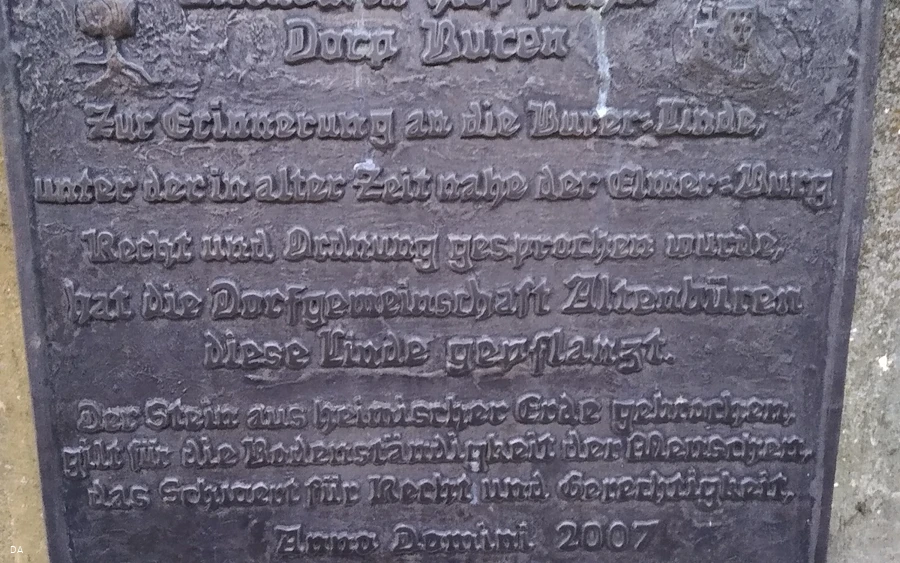 Dorp Buren
Zur Erinnerung an die Burer-Linde,
unter der in alter Zeit nahe der Elmer-Burg
Recht und Ordnung gesprochen wurde,
hat die Dorfgemeinschaft Altenbüren
diese Linde gepflanzt.
Der Stein aus heimischer Erde gebrochen,
gilt für die Bodenständigkeit der Menschen,
das Schwert für Recht und Gerechtigkeit.
Anno Domini 2007
DA